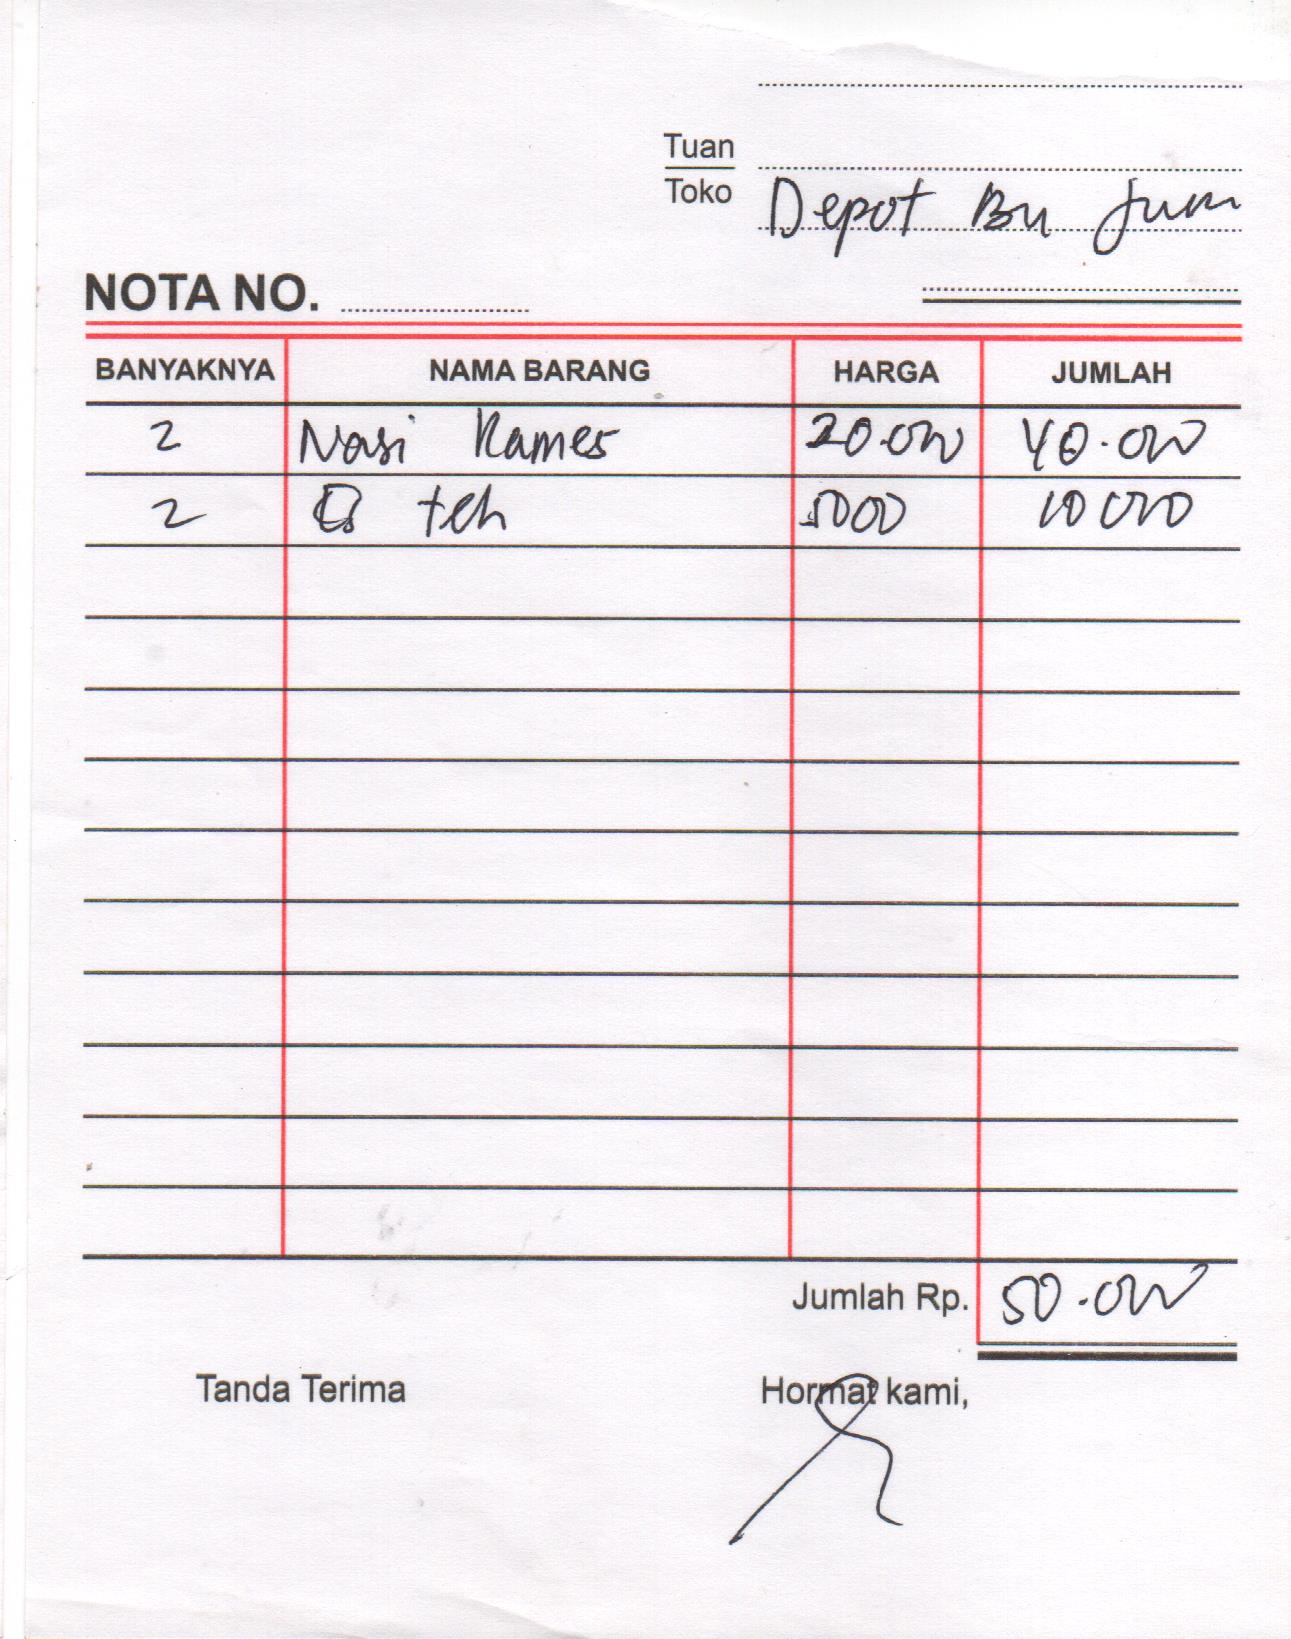 Tuan
Toko Depot Bu Jum
NOTA NO.
BANYAKNYA NAMA BARANG HARGA JUMLAH
2 Nasi Rames 20.000 40.000
2 Es teh 5000 10000
Jumlah Rp. 50.000
Tanda Terima Hormat kami,